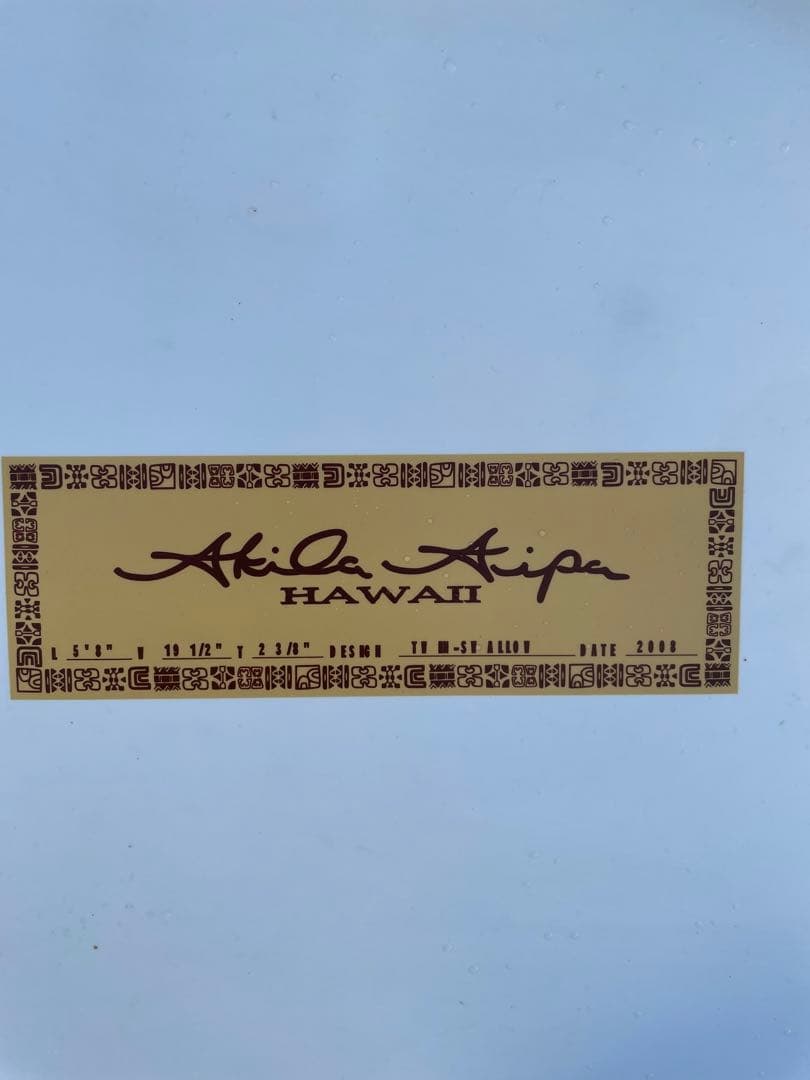 Akila Aipa
HAWAII
L 5'8" W 19 1/2" T 2 3/8" DESIGN TWIN-SWALLOW DATE 2008